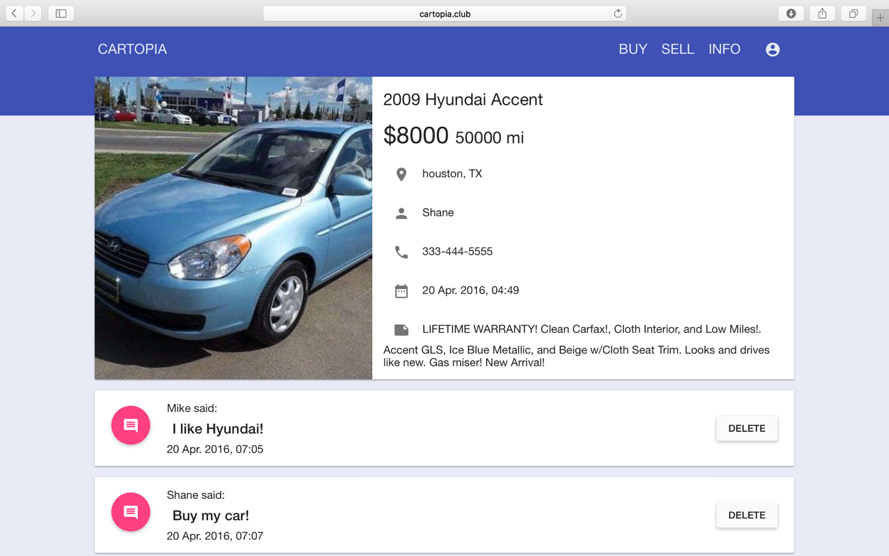 cartopia.club
CARTOPIA
BUY SELL INFO
2009 Hyundai Accent
$8000 50000 mi
houston, TX
Shane
333-444-5555
20 Apr. 2016, 04:49
LIFETIME WARRANTY! Clean Carfax!, Cloth Interior, and Low Miles!.
Accent GLS, Ice Blue Metallic, and Beige w/Cloth Seat Trim. Looks and drives
like new. Gas miser! New Arrival!
Mike said:
I like Hyundai!
20 Apr. 2016, 07:05
DELETE
Shane said:
Buy my car!
20 Apr. 2016, 07:07
DELETE